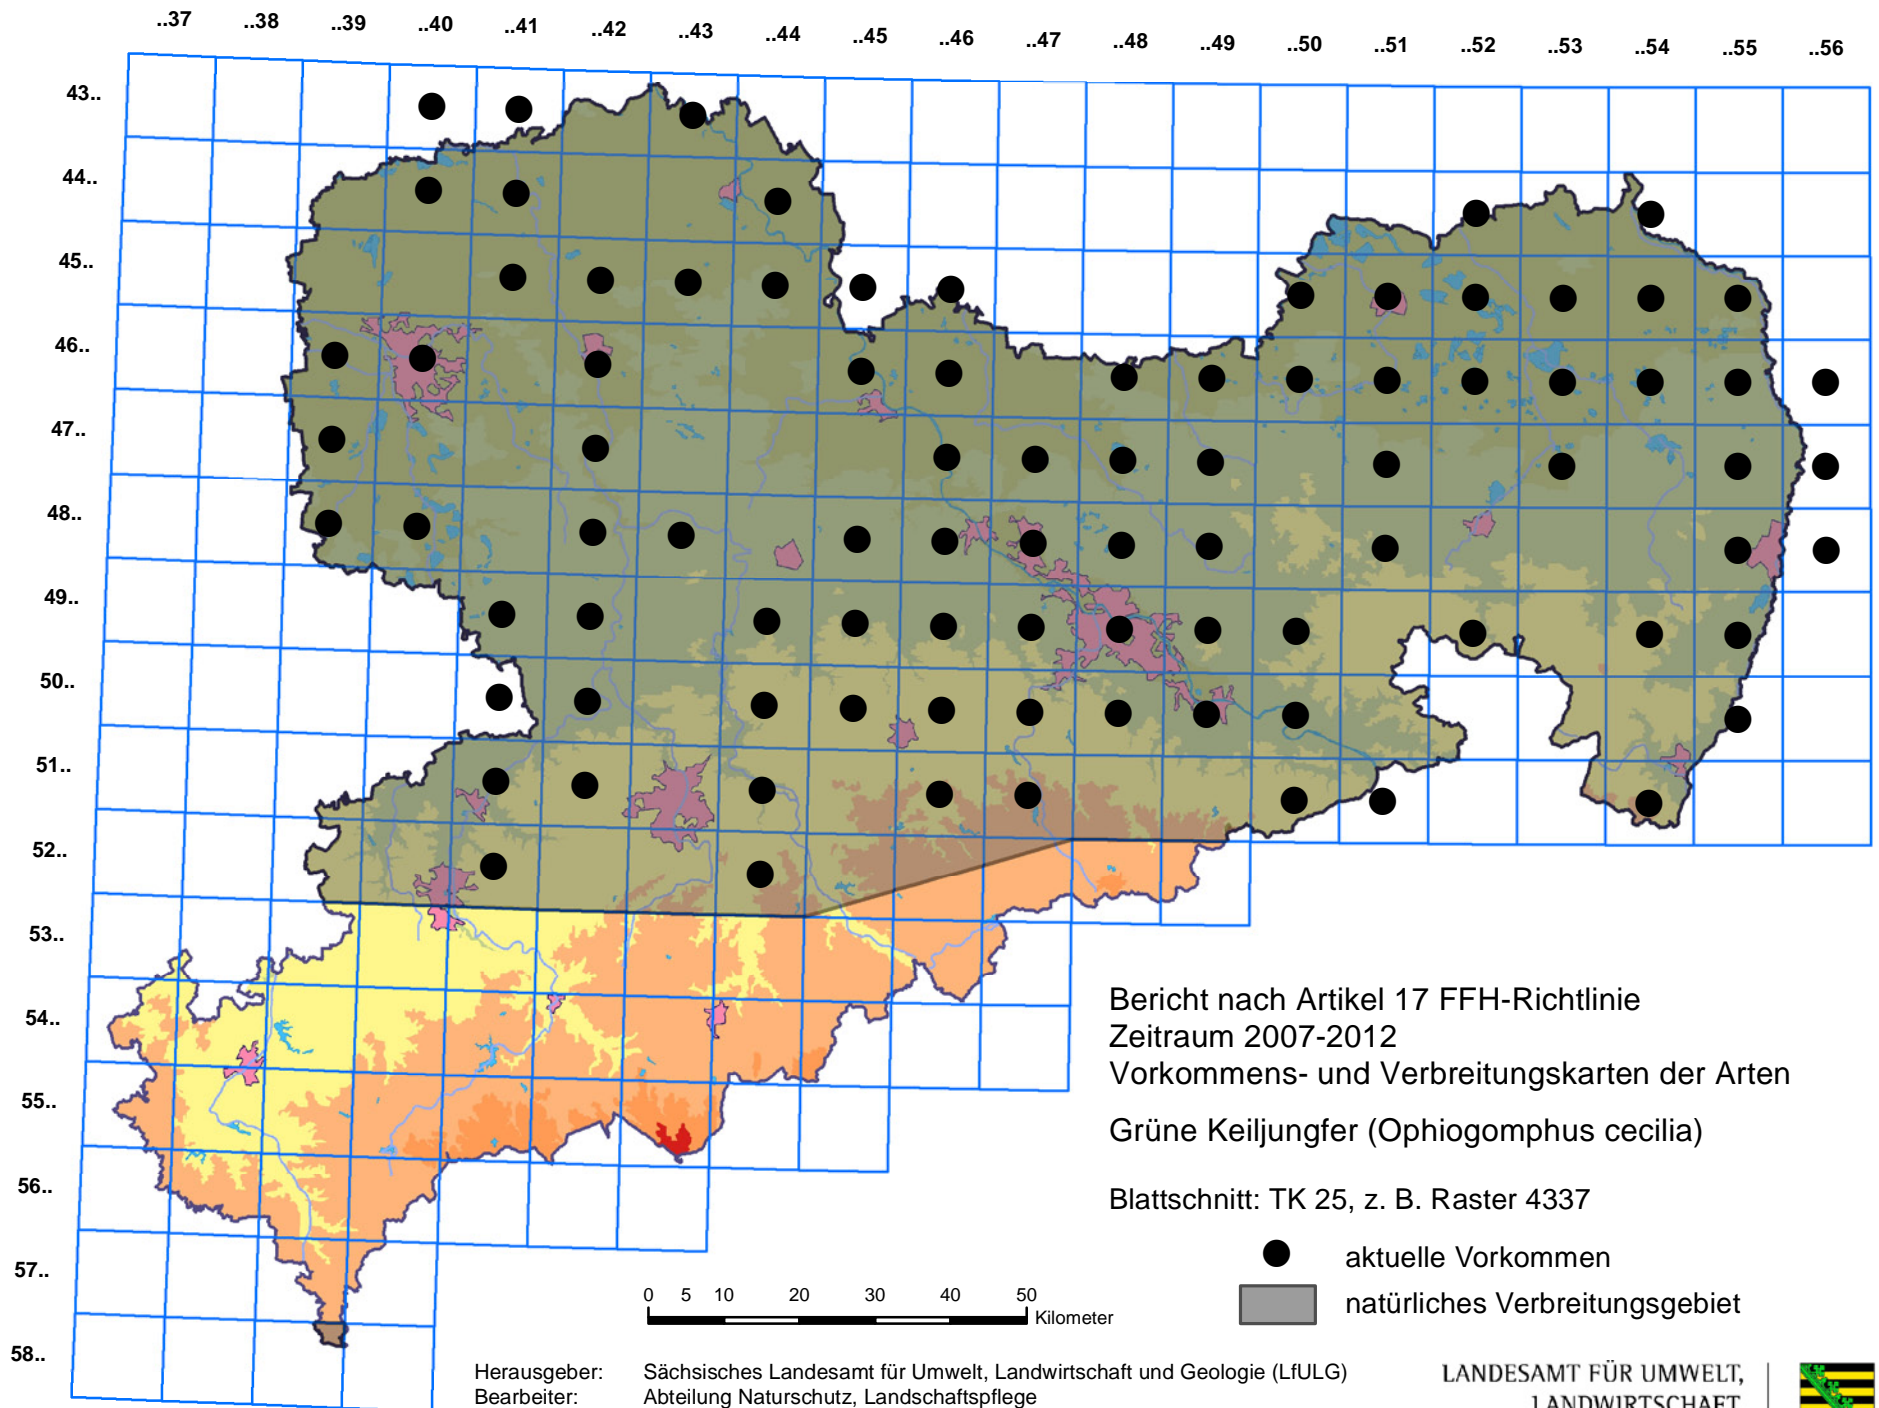 ..37 ..38 ..39 ..40 ..41 ..42 ..43 ..44 ..45 ..46 ..47 ..48 ..49 ..50 ..51 ..52 ..53 ..54 ..55 ..56
43..
44..
45..
46..
47..
48..
49..
50..
51..
52..
53..
54..
55..
56..
57..
58..
Bericht nach Artikel 17 FFH-Richtlinie
Zeitraum 2007-2012
Vorkommens- und Verbreitungskarten der Arten
Grüne Keiljungfer (Ophiogomphus cecilia)
Blattschnitt: TK 25, z. B. Raster 4337
aktuelle Vorkommen
natürliches Verbreitungsgebiet
0 5 10 20 30 40 50
Kilometer
Herausgeber: Sächsisches Landesamt für Umwelt, Landwirtschaft und Geologie (LfULG)
Bearbeiter: Abteilung Naturschutz, Landschaftspflege
LANDESAMT FÜR UMWELT,
LANDWIRTSCHAFT